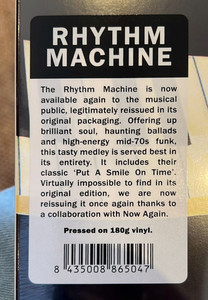 RHYTHM
MACHINE
The Rhythm Machine is now
available again to the musical
public, legitimately reissued in its
original packaging. Offering up
brilliant soul, haunting ballads
and high-energy mid-70s funk,
this tasty medley is served best in
its entirety. It includes their
classic 'Put A Smile On Time'.
Virtually impossible to find in its
original edition, we are now
reissuing it once again thanks to
a collaboration with Now Again.
Pressed on 180g vinyl.
8 435008 865047